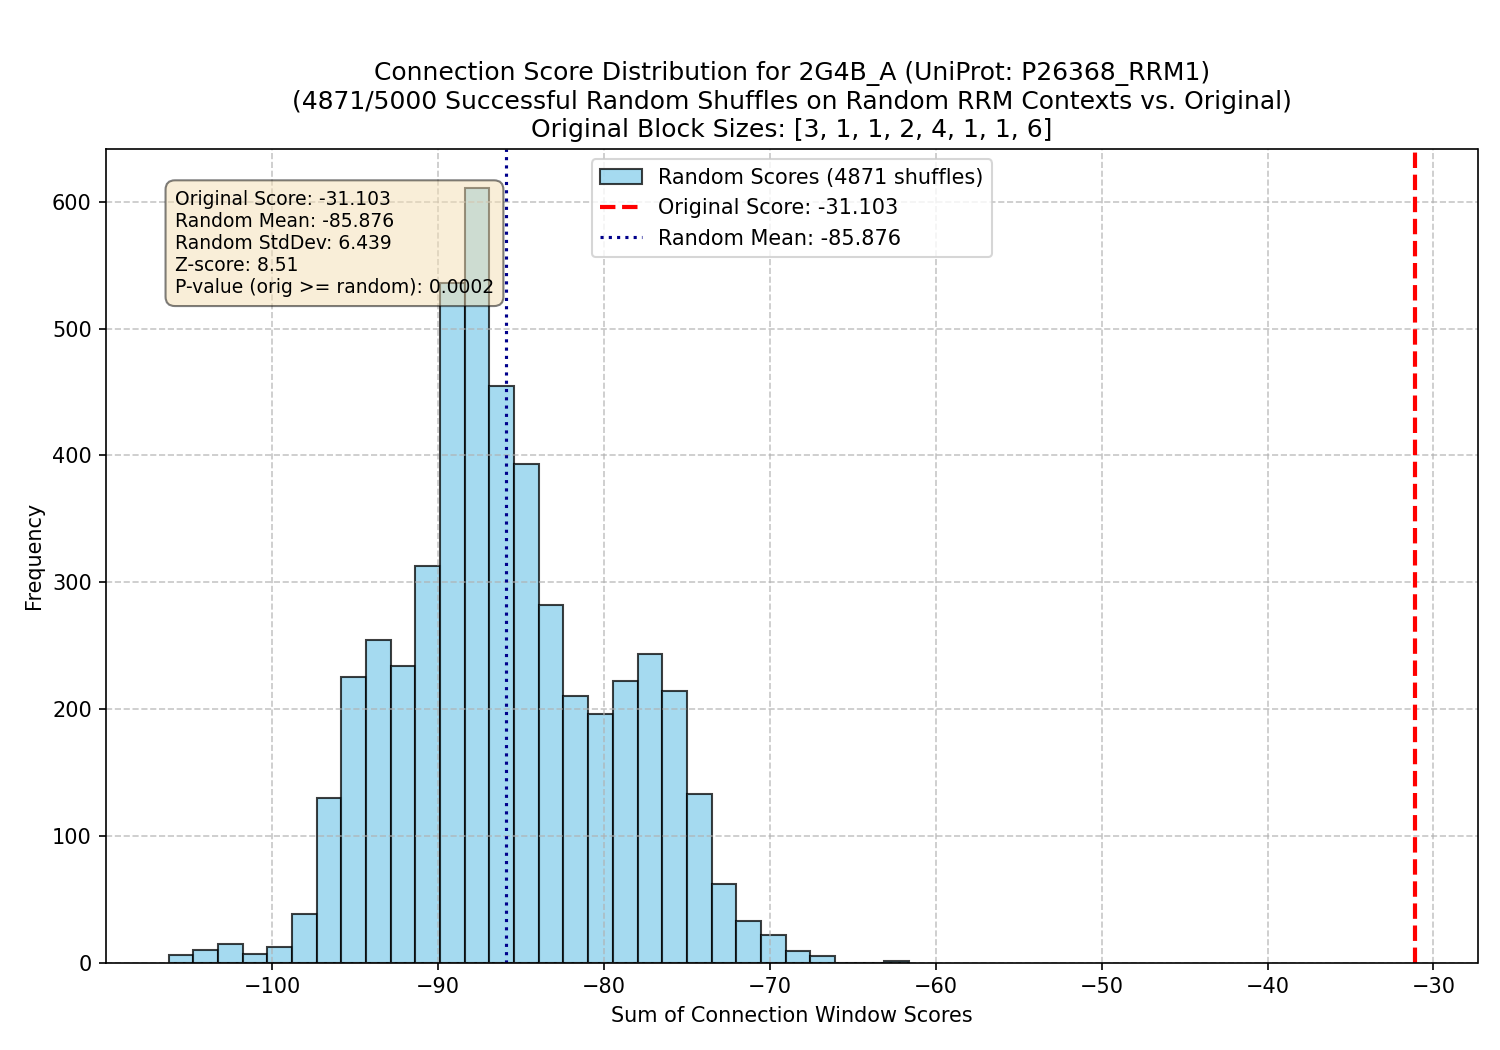 Connection Score Distribution for 2G4B_A (UniProt: P26368_RRM1)
(4871/5000 Successful Random Shuffles on Random RRM Contexts vs. Original)
Original Block Sizes: [3, 1, 1, 2, 4, 1, 1, 6]
Original Score: -31.103
Random Mean: -85.876
Random StdDev: 6.439
Z-score: 8.51
P-value (orig >= random): 0.0002
Random Scores (4871 shuffles)
Original Score: -31.103
Random Mean: -85.876
Frequency
600
500
400
300
200
100
0
−100
−90
−80
−70
−60
−50
−40
−30
Sum of Connection Window Scores